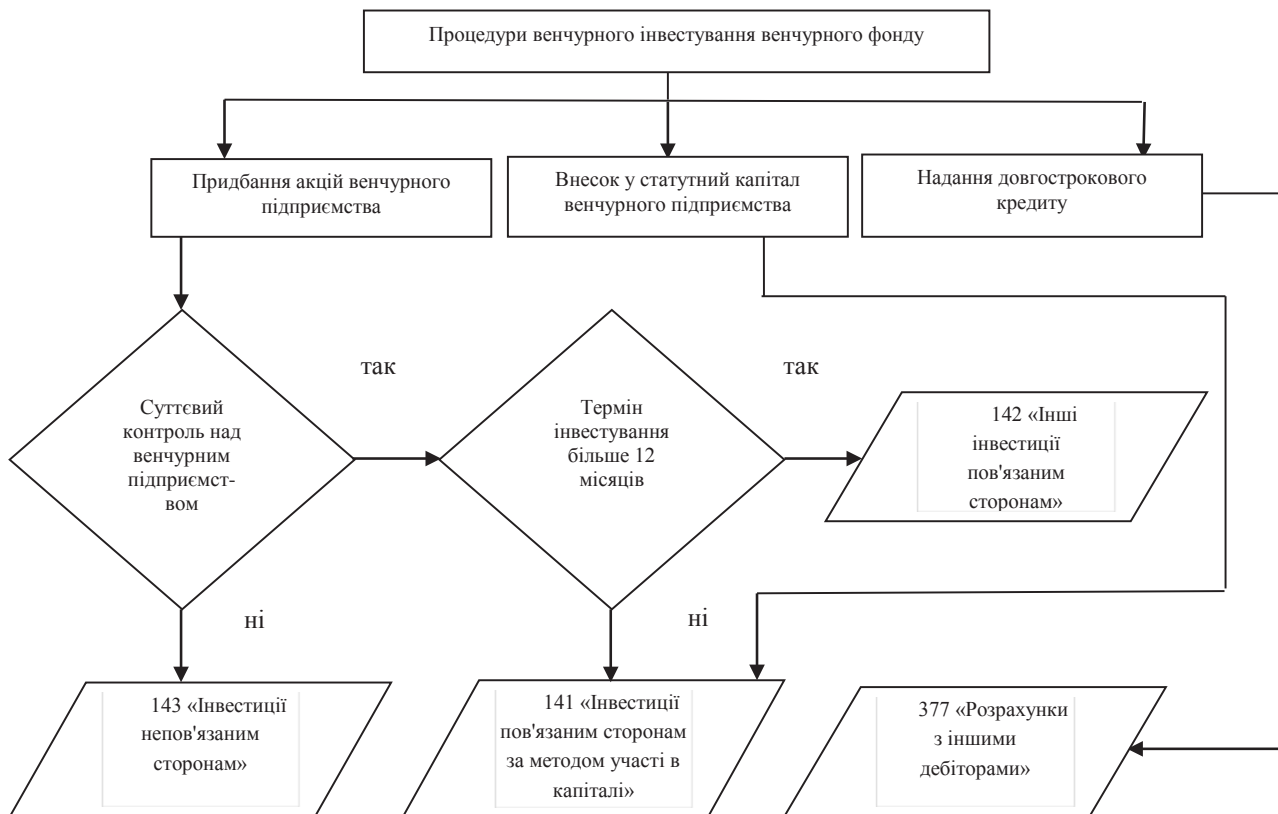 Процедури венчурного інвестування венчурного фонду
Придбання акцій венчурного
підприємства
Внесок у статутний капітал
венчурного підприємства
Надання довгострокового
кредиту
так
так
Суттєвий
контроль над
венчурним
підприємст-
вом
Термін
інвестування
більше 12
місяців
142 «Інші
інвестиції
пов'язаним
сторонам»
ні
ні
143 «Інвестиції
непов'язаним
сторонам»
141 «Інвестиції
пов'язаним сторонам
за методом участі в
капіталі»
377 «Розрахунки
з іншими
дебіторами»